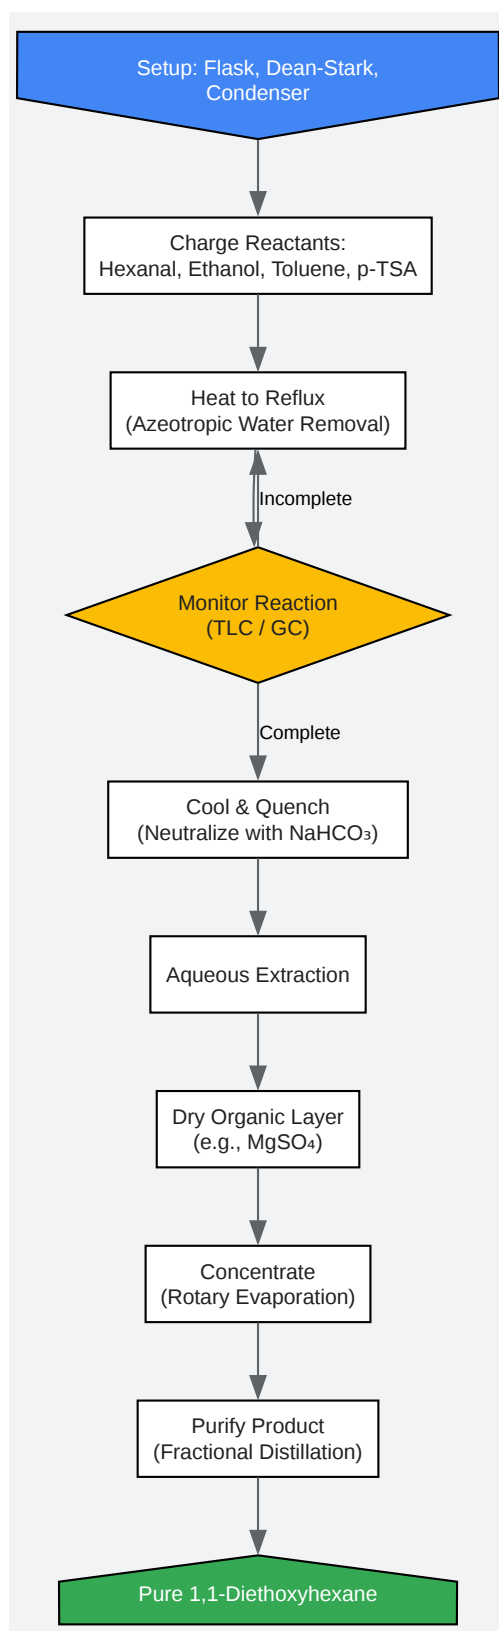 Setup: Flask, Dean-Stark,
Condenser
Charge Reactants:
Hexanal, Ethanol, Toluene, p-TSA
Heat to Reflux
(Azeotropic Water Removal)
Incomplete
Monitor Reaction
(TLC / GC)
Complete
Cool & Quench
(Neutralize with NaHCO₃)
Aqueous Extraction
Dry Organic Layer
(e.g., MgSO₄)
Concentrate
(Rotary Evaporation)
Purify Product
(Fractional Distillation)
Pure 1,1-Diethoxyhexane